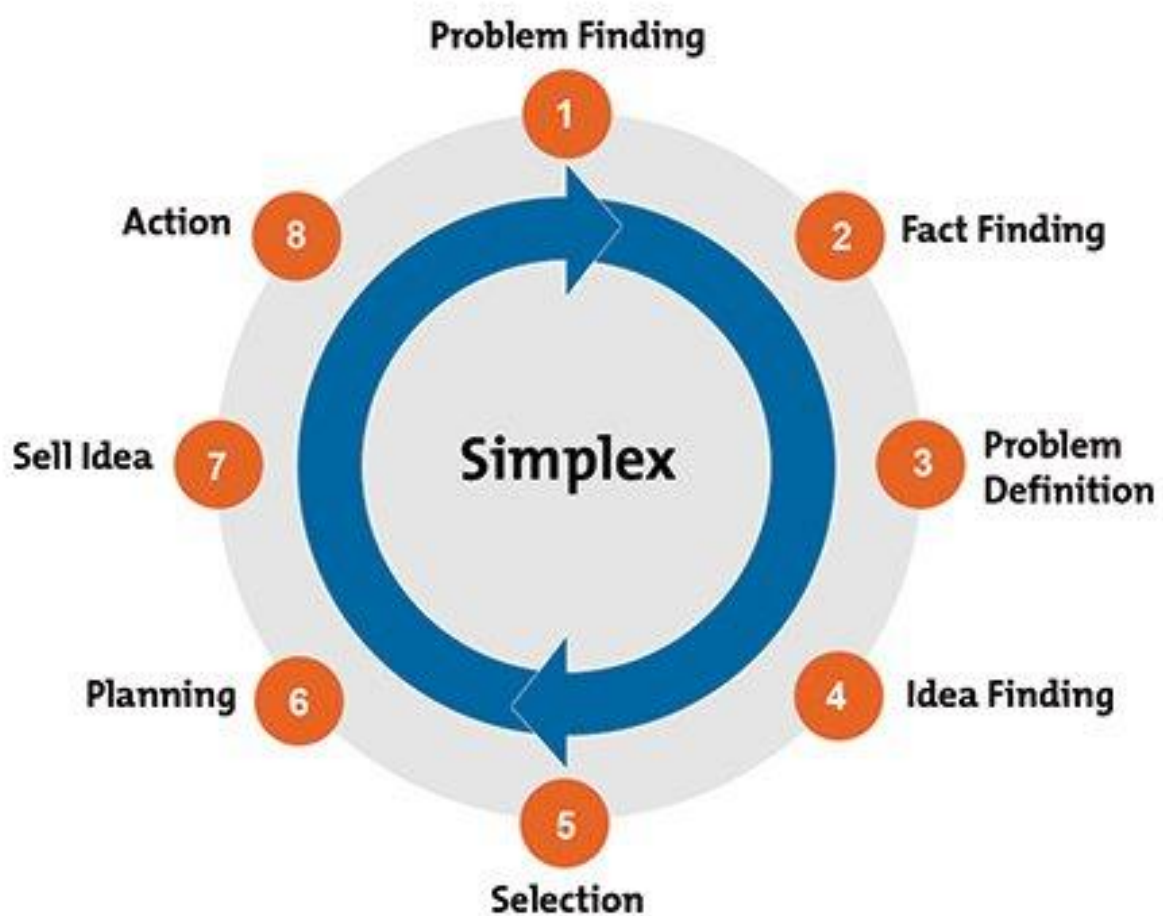 Problem Finding
1
2
Fact Finding
3
Problem
Definition
4
Idea Finding
5
Selection
6
Planning
7
Sell Idea
8
Action
Simplex